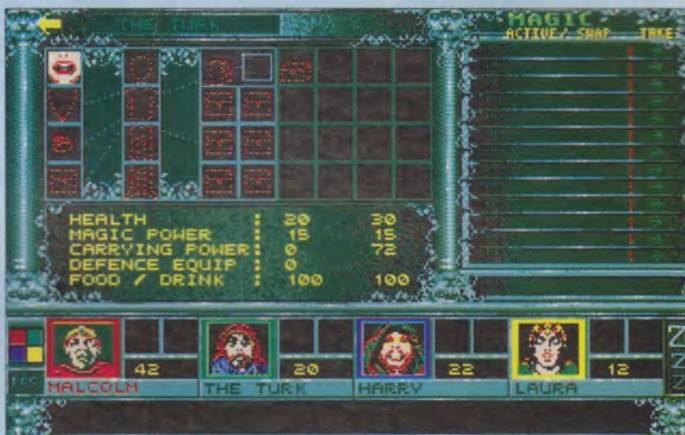 THE TURK
MAGIC
ACTIVE/ SWAP TAKE
HEALTH : 20 30
MAGIC POWER : 15 15
CARRYING POWER : 0 72
DEFENCE EQUIP : 0
FOOD / DRINK : 100 100
42 20 22 12
MALCOLM THE TURK HARRY LAURA
Z
Z
Z